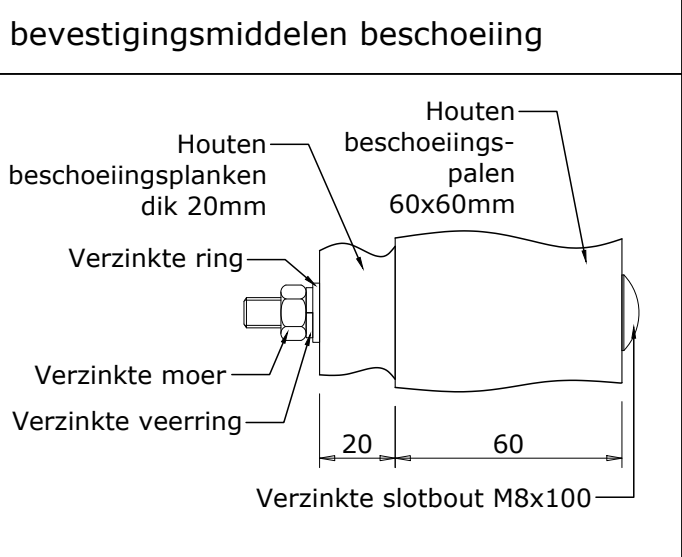 bevestigingsmiddelen beschoeiing
Houten
beschoeiings-
palen
60x60mm
Houten
beschoeiingsplanken
dik 20mm
Verzinkte ring
Verzinkte moer
Verzinkte veerring
20
60
Verzinkte slotbout M8x100